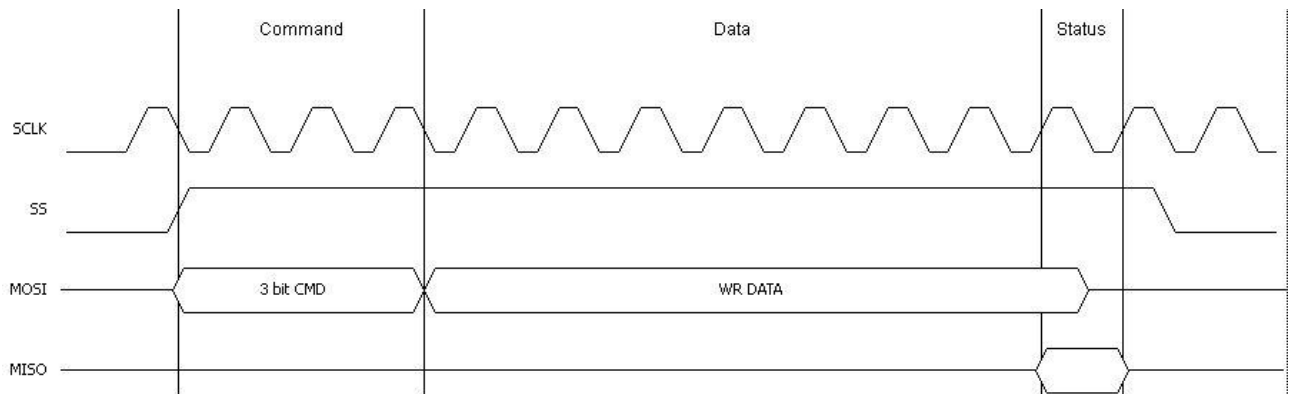 Command Data Status
SCLK
SS
MOSI 3 bit CMD WR DATA
MISO